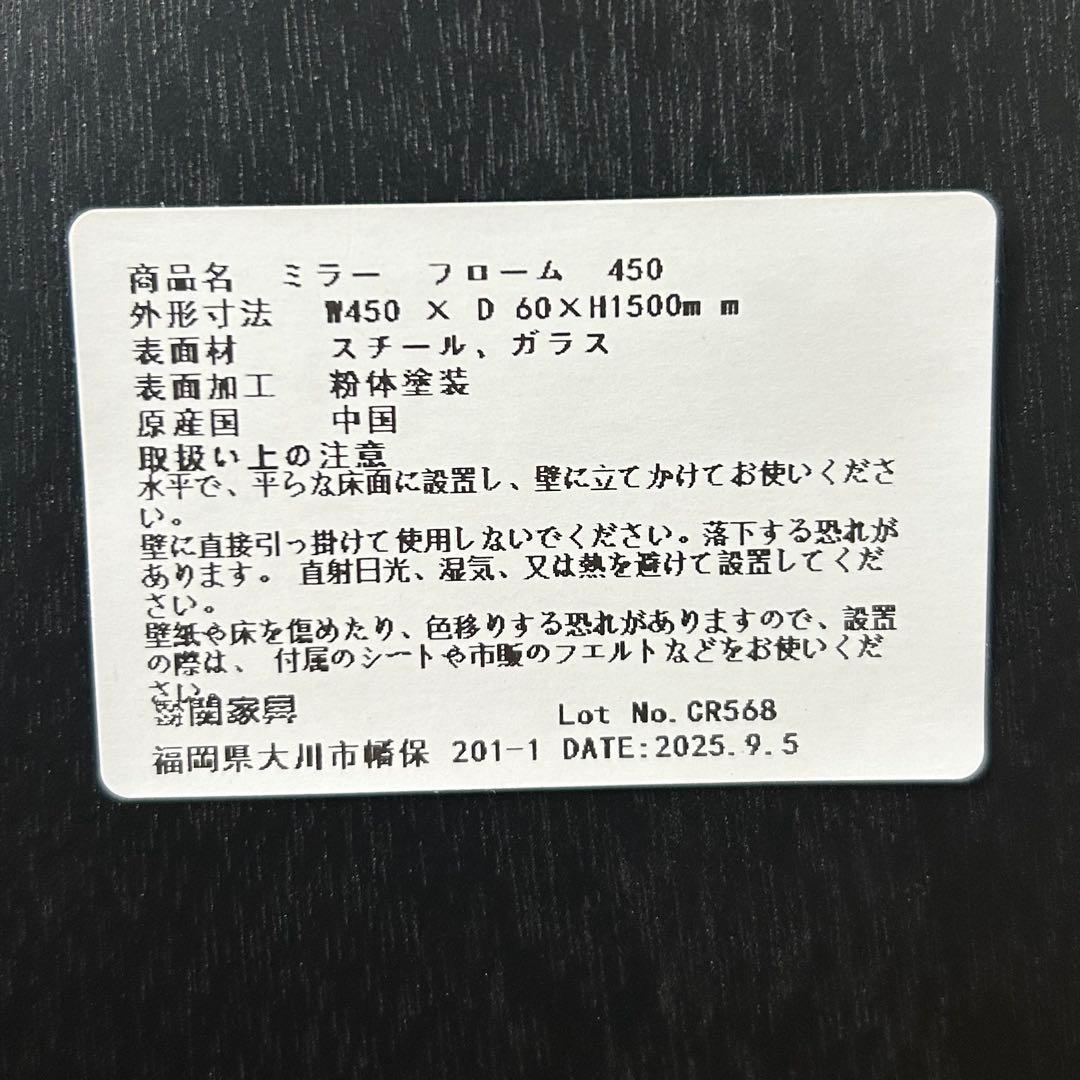 商品名　ミラー　フローム　450
外形寸法　W450 × D 60×H1500m m
表面材　スチール、ガラス
表面加工　粉体塗装
原産国　中国
取扱い上の注意
水平で、平らな床面に設置し、壁に立てかけてお使いくださ
い。
壁に直接引っ掛けて使用しないでください。落下する恐れが
あります。 直射日光、湿気、又は熱を避けて設置してくだ
さい。
壁紙や床を傷めたり、色移りする恐れがありますので、設置
の際は、 付属のシートや市販のフエルトなどをお使いくだ
さい。
関家具　Lot No.CR568
福岡県大川市幡保 201-1 DATE:2025.9.5